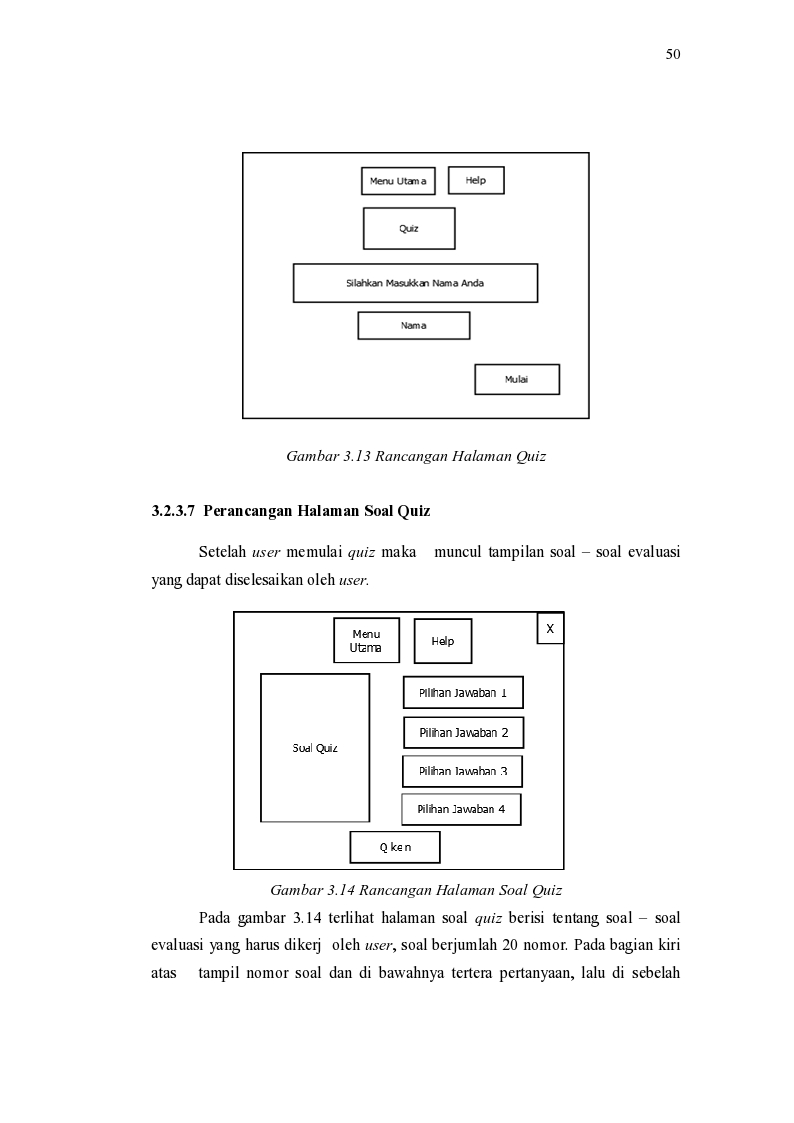 50
Menu Utama Help
Quiz
Silahkan Masukkan Nama Anda
Nama
Mulai
Gambar 3.13 Rancangan Halaman Quiz
3.2.3.7 Perancangan Halaman Soal Quiz
Setelah user memulai quiz maka muncul tampilan soal – soal evaluasi
yang dapat diselesaikan oleh user.
X
Menu
Utama
Help
Soal Quiz
Pilihan Jawaban 1
Pilihan Jawaban 2
Pilihan Jawaban 3
Pilihan Jawaban 4
Gambar 3.14 Rancangan Halaman Soal Quiz
Pada gambar 3.14 terlihat halaman soal quiz berisi tentang soal – soal
evaluasi yang harus dikerj oleh user, soal berjumlah 20 nomor. Pada bagian kiri
atas tampil nomor soal dan di bawahnya tertera pertanyaan, lalu di sebelah